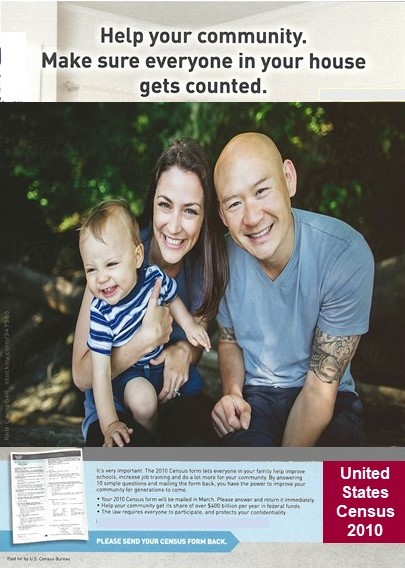 Help your community.
Make sure everyone in your house
gets counted.
It's very important. The 2010 Census form lets everyone in your family help improve
schools, increase job training and do a lot more for your community. By answering
10 simple questions and mailing the form back, you have the power to improve your
community for generations to come.
• Your 2010 Census form will be mailed in March. Please answer and return it immediately
• Help your community get its share of over $400 billion per year in federal funds
• The law requires everyone to participate, and protects your confidentiality
PLEASE SEND YOUR CENSUS FORM BACK.
United
States
Census
2010
Paid for by U.S. Census Bureau